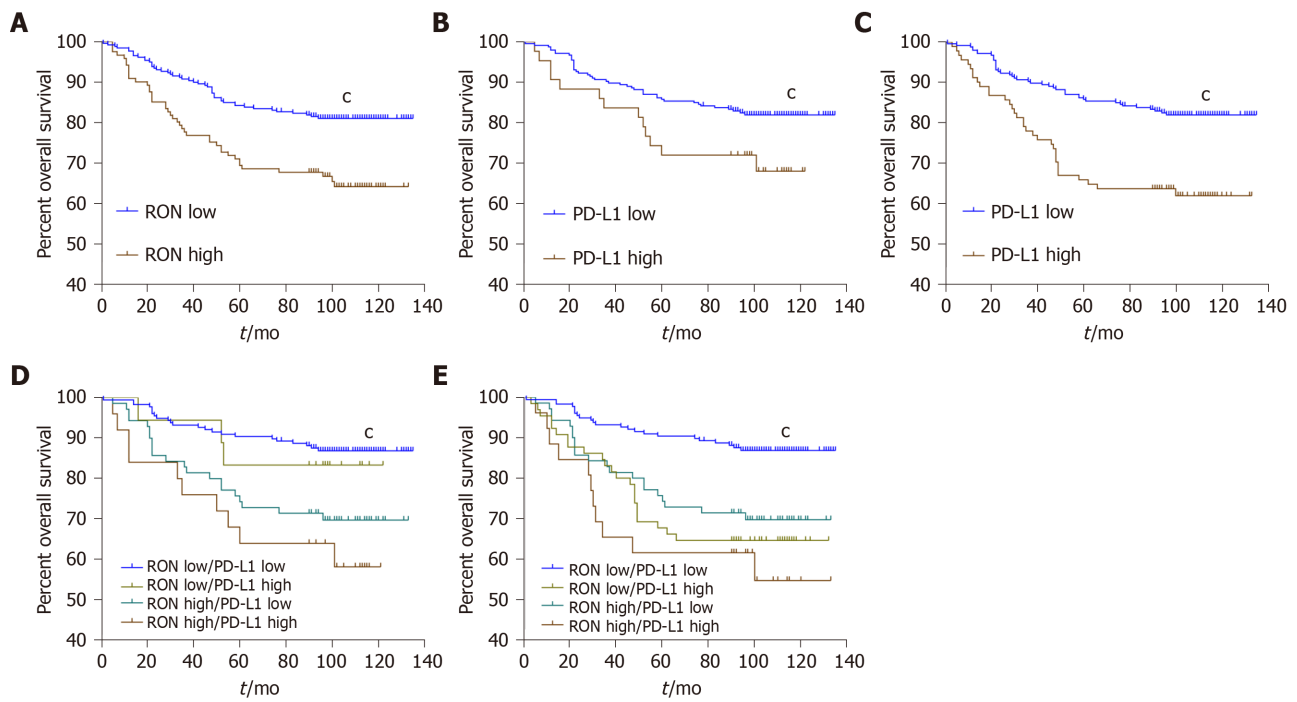 A
Percent overall survival
100
90
80
70
60
50
40
c
RON low
RON high
0 20 40 60 80 100 120 140
t/mo
B
Percent overall survival
100
90
80
70
60
50
40
c
PD-L1 low
PD-L1 high
0 20 40 60 80 100 120 140
t/mo
C
Percent overall survival
100
90
80
70
60
50
40
c
PD-L1 low
PD-L1 high
0 20 40 60 80 100 120 140
t/mo
D
Percent overall survival
100
90
80
70
60
50
40
c
RON low/PD-L1 low
RON low/PD-L1 high
RON high/PD-L1 low
RON high/PD-L1 high
0 20 40 60 80 100 120 140
t/mo
E
Percent overall survival
100
90
80
70
60
50
40
c
RON low/PD-L1 low
RON low/PD-L1 high
RON high/PD-L1 low
RON high/PD-L1 high
0 20 40 60 80 100 120 140
t/mo